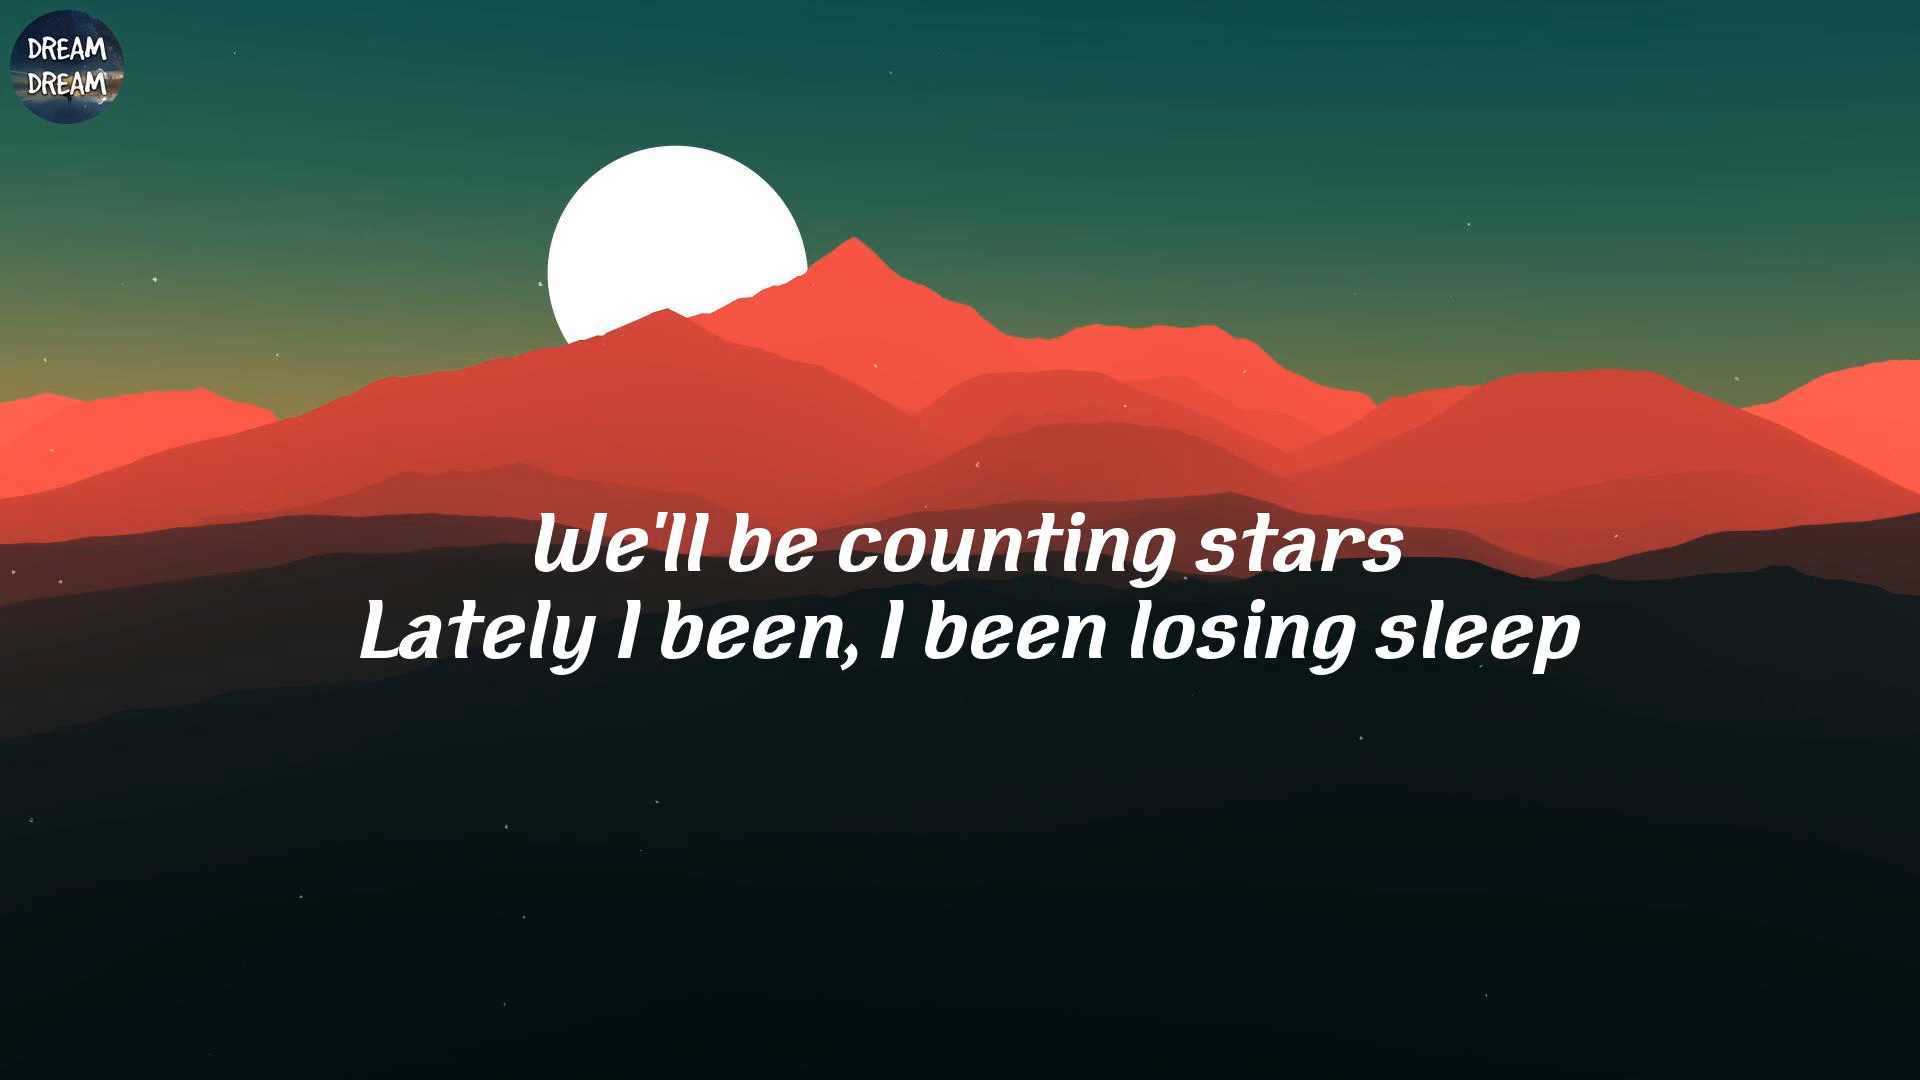 DREAM
DREAM
We'll be counting stars
Lately I been, I been losing sleep